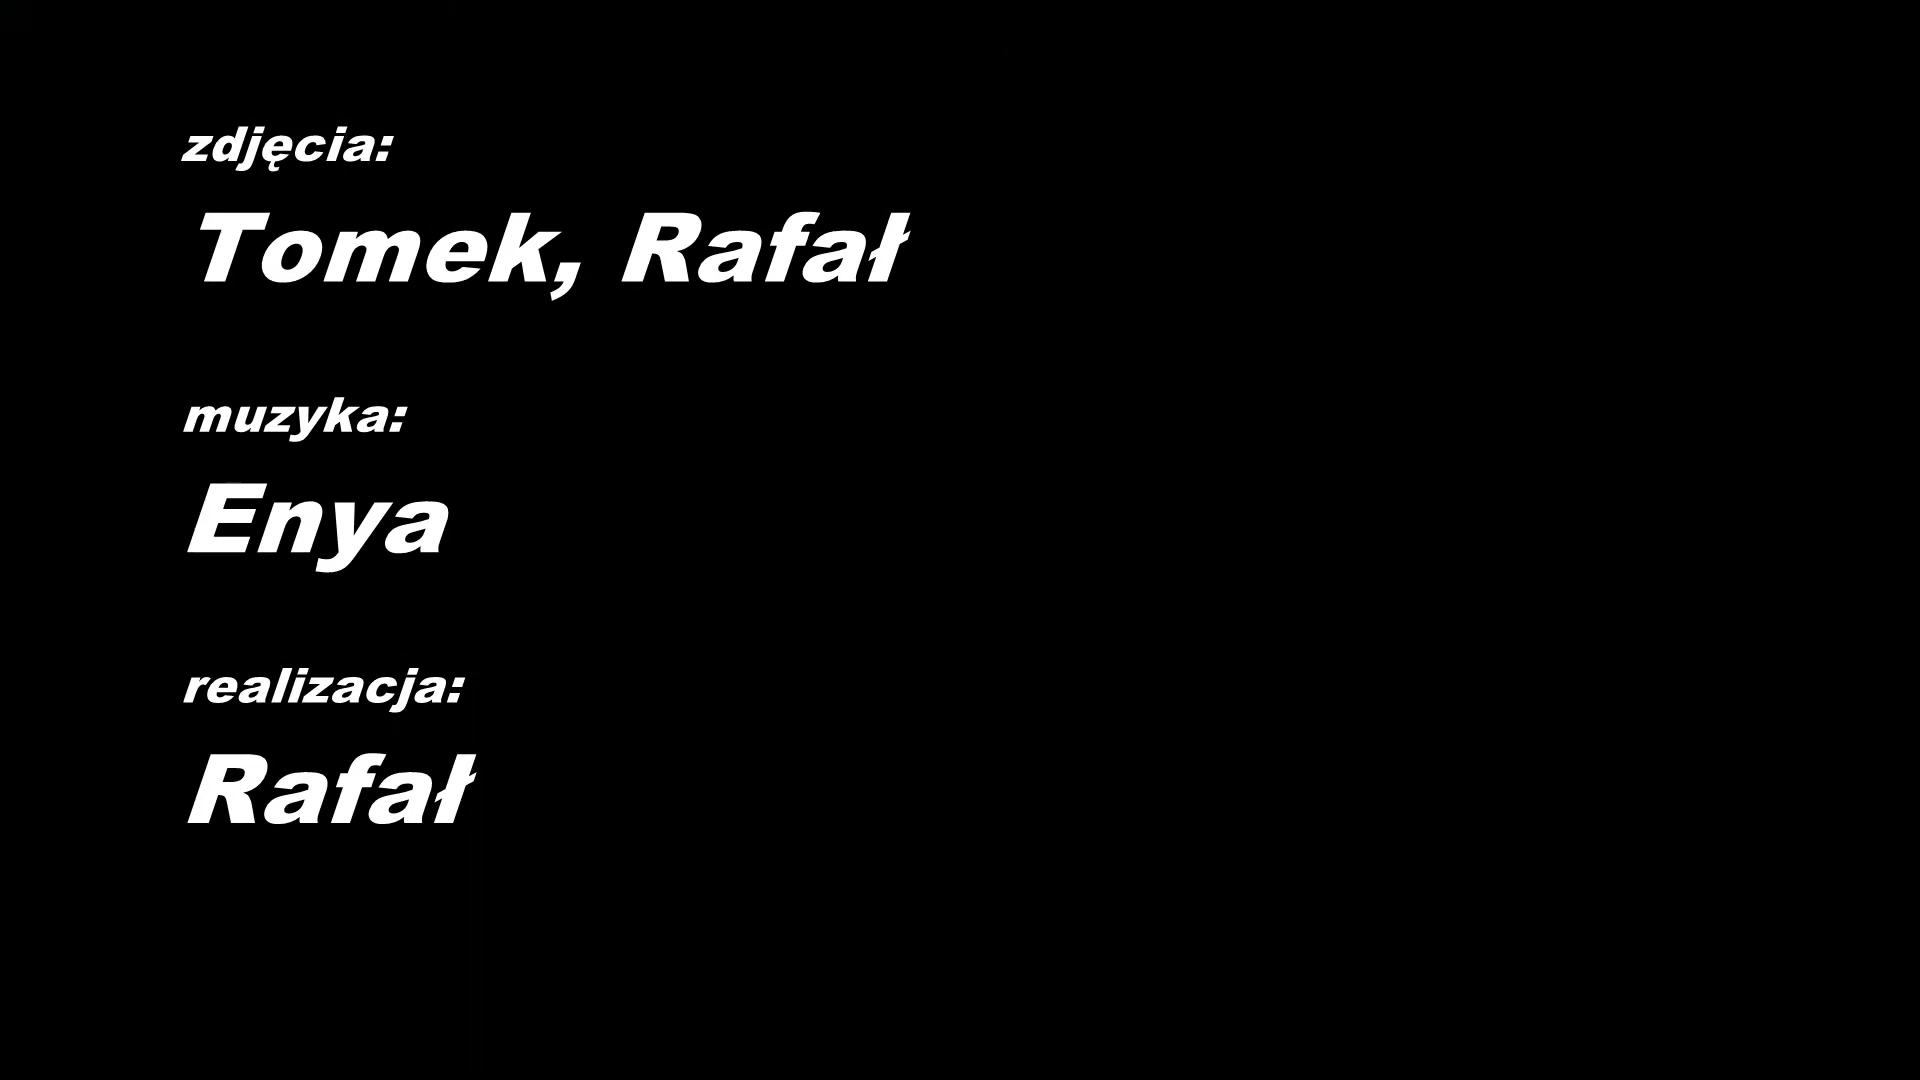 zdjęcia:
Tomek, Rafał
muzyka:
Enya
realizacja:
Rafał